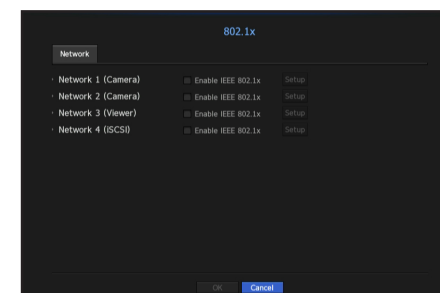 802.1x
Network
Network 1 (Camera) Enable IEEE 802.1x Setup
Network 2 (Camera) Enable IEEE 802.1x Setup
Network 3 (Viewer) Enable IEEE 802.1x Setup
Network 4 (iSCSI) Enable IEEE 802.1x Setup
OK Cancel